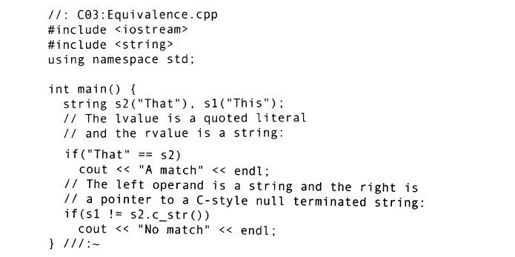 //: C03:Equivalence.cpp
#include <iostream>
#include <string>
using namespace std;
int main() {
string s2("That"), s1("This");
// The lvalue is a quoted literal
// and the rvalue is a string:
if("That" == s2)
cout << "A match" << endl;
// The left operand is a string and the right is
// a pointer to a C-style null terminated string:
if(s1 != s2.c_str())
cout << "No match" << endl;
} ///:~